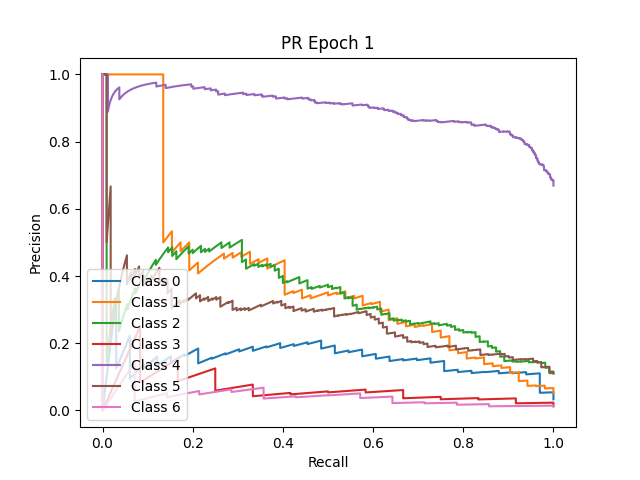 PR Epoch 1
Precision
1.0
0.8
0.6
0.4
0.2
0.0
Class 0
Class 1
Class 2
Class 3
Class 4
Class 5
Class 6
0.0 0.2 0.4 0.6 0.8 1.0
Recall